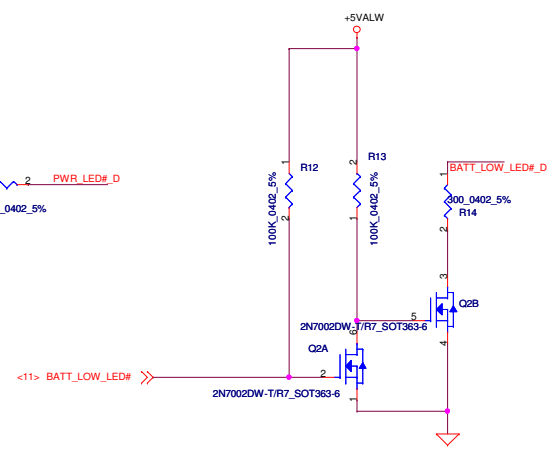 +5VALW
R13
R12
BATT_LOW_LED#_D
1
2
1
2
PWR_LED#_D
100K_0402_5%
100K_0402_5%
300_0402_5%
_0402_5%
R14
2
1
2
3
Q2B
5
2N7002DW-T/R7_SOT363-6
6
4
Q2A
<11> BATT_LOW_LED#
2
2N7002DW-T/R7_SOT363-6
1